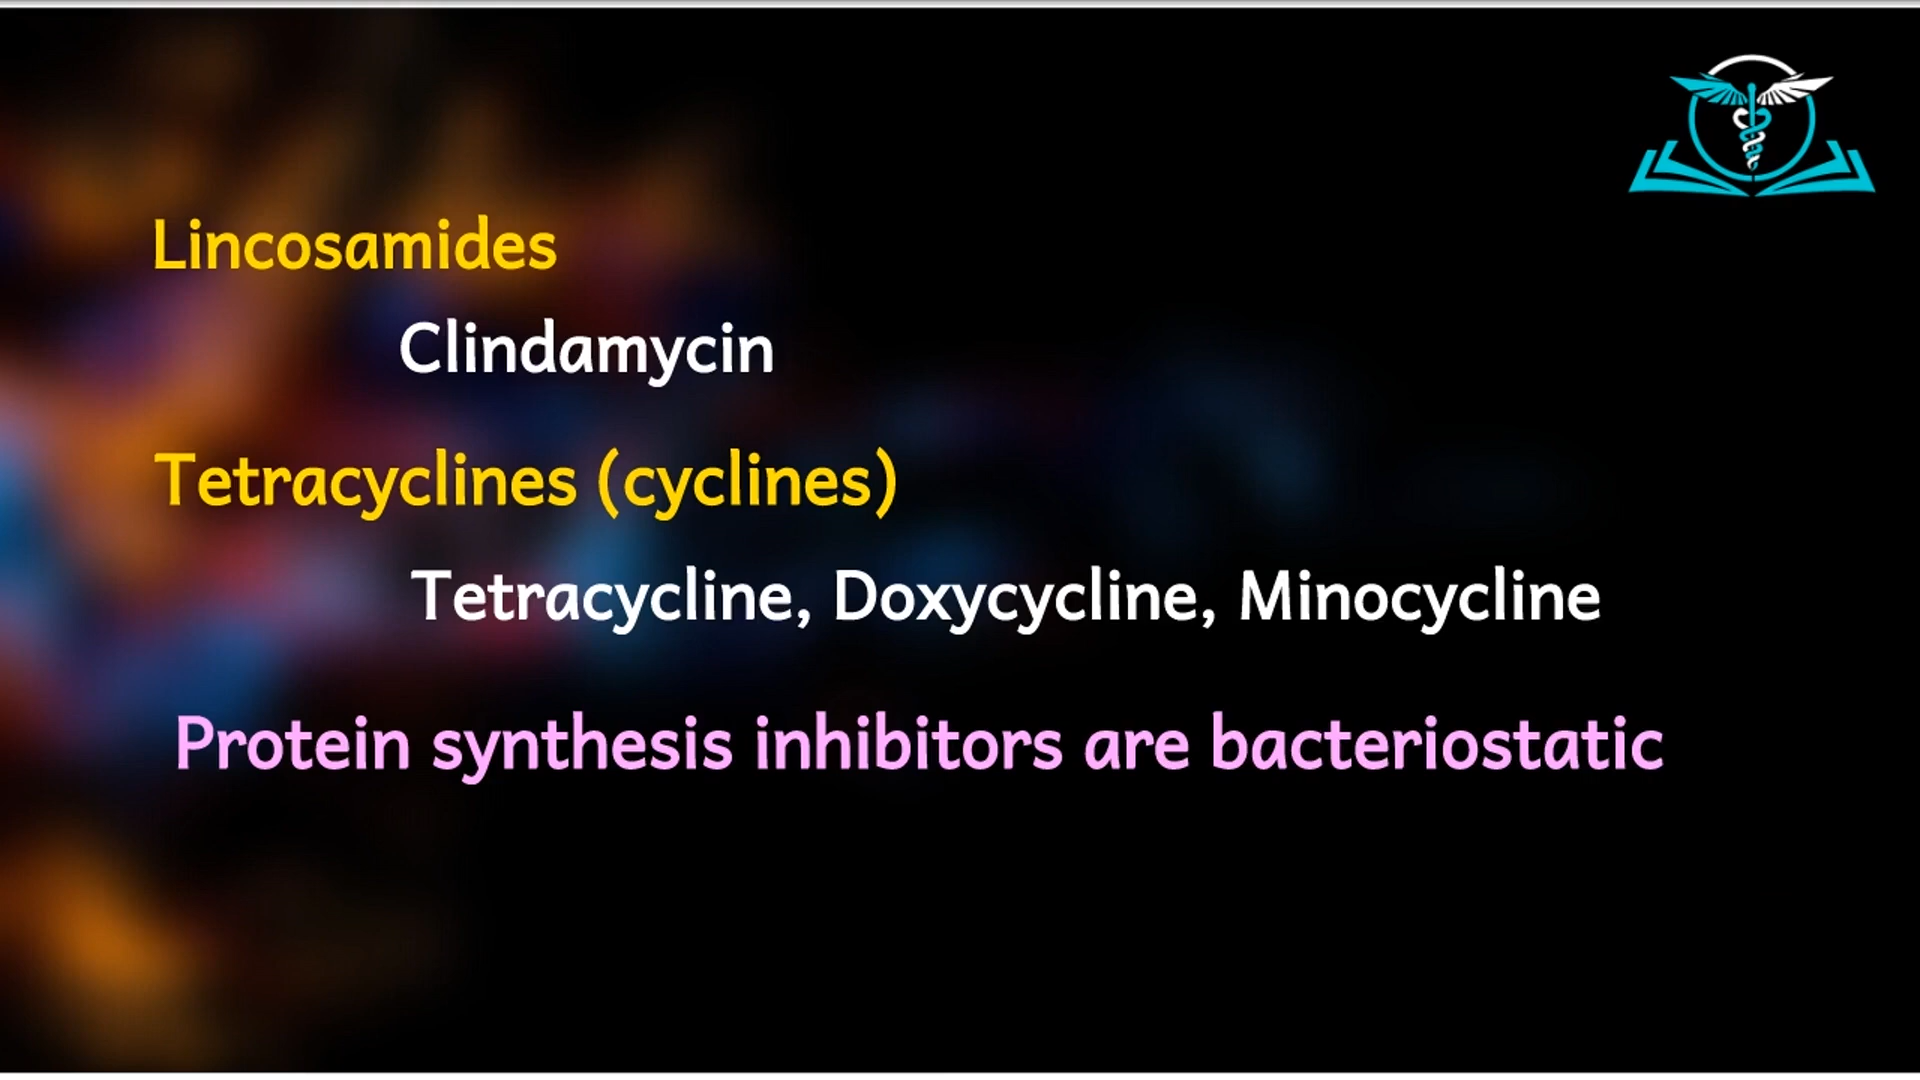 Lincosamides
Clindamycin
Tetracyclines (cyclines)
Tetracycline, Doxycycline, Minocycline
Protein synthesis inhibitors are bacteriostatic